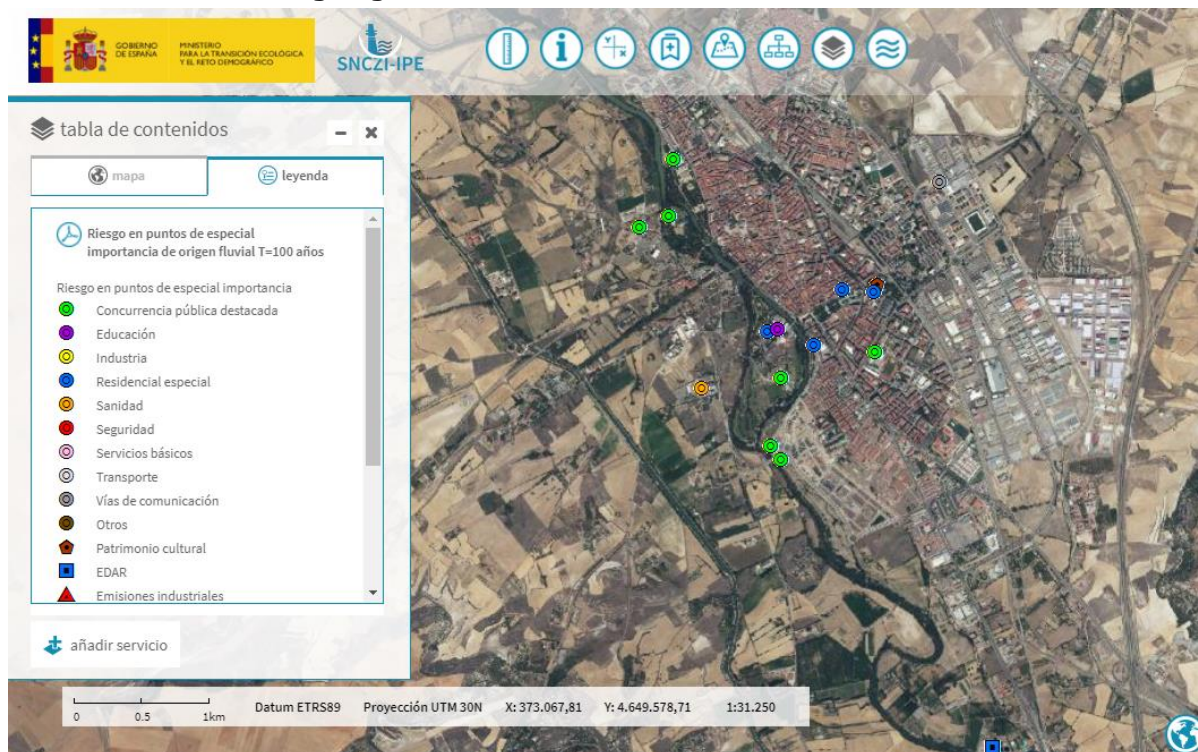 GOBIERNO
DE ESPAÑA
MINISTERIO
PARA LA TRANSICIÓN ECOLÓGICA
Y EL RETO DEMOGRÁFICO
SNCZI-IPE
tabla de contenidos
mapa
leyenda
Riesgo en puntos de especial
importancia de origen fluvial T=100 años
Riesgo en puntos de especial importancia
Concurrencia pública destacada
Educación
Industria
Residencial especial
Sanidad
Seguridad
Servicios básicos
Transporte
Vías de comunicación
Otros
Patrimonio cultural
EDAR
Emisiones industriales
añadir servicio
0 0.5 1km
Datum ETRS89 Proyección UTM 30N X: 373.067,81 Y: 4.649.578,71 1:31.250